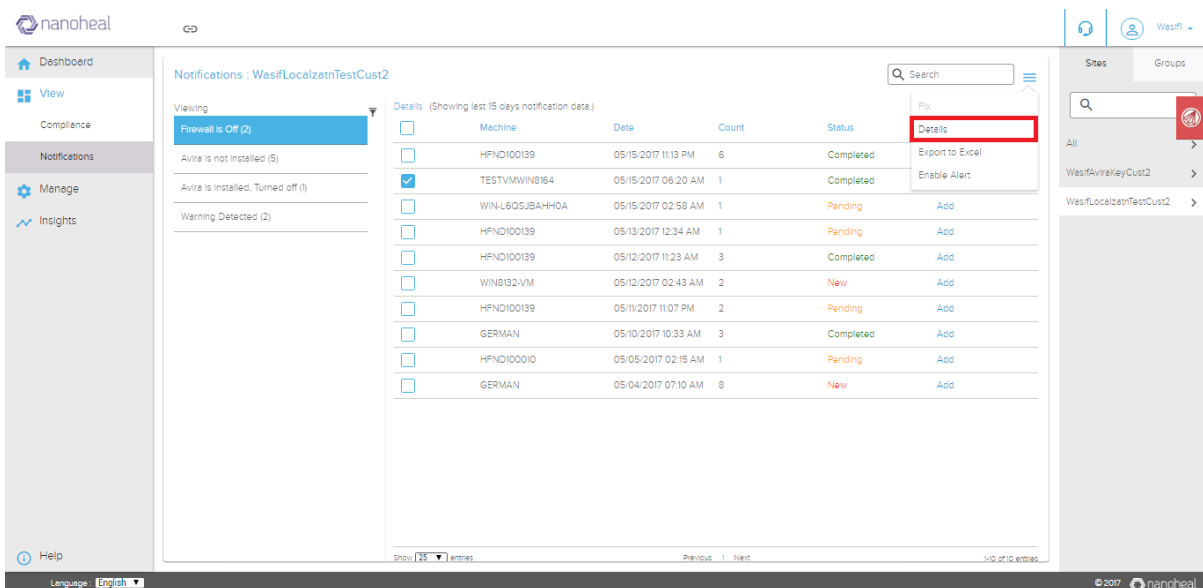 nanoheal
Wasif1
Dashboard
View
Compliance
Notifications
Manage
Insights
Help
Notifications : WasifLocalzatnTestCust2
Search
Viewing
Firewall is Off (2)
Avira is not installed (5)
Avira is installed, Turned off (1)
Warning Detected (2)
Details (Showing last 15 days notification data.)
Machine Date Count Status
HFND100139 05/15/2017 11:13 PM 6 Completed
TESTVMWIN8164 05/15/2017 06:20 AM 1 Completed
WIN-L6QSJBAHH0A 05/15/2017 02:58 AM 1 Pending Add
HFND100139 05/13/2017 12:34 AM 1 Pending Add
HFND100139 05/12/2017 11:23 AM 3 Completed Add
WIN8132-VM 05/12/2017 02:43 AM 2 New Add
HFND100139 05/11/2017 11:07 PM 2 Pending Add
GERMAN 05/10/2017 10:33 AM 3 Completed Add
HFND100010 05/05/2017 02:15 AM 1 Pending Add
GERMAN 05/04/2017 07:10 AM 8 New Add
Fix
Details
Export to Excel
Enable Alert
Show 25 entries
Previous 1 Next
1-10 of 10 entries
Sites Groups
All
WasifAviraKeyCust2
WasifLocalzatnTestCust2
Language : English
© 2017 nanoheal